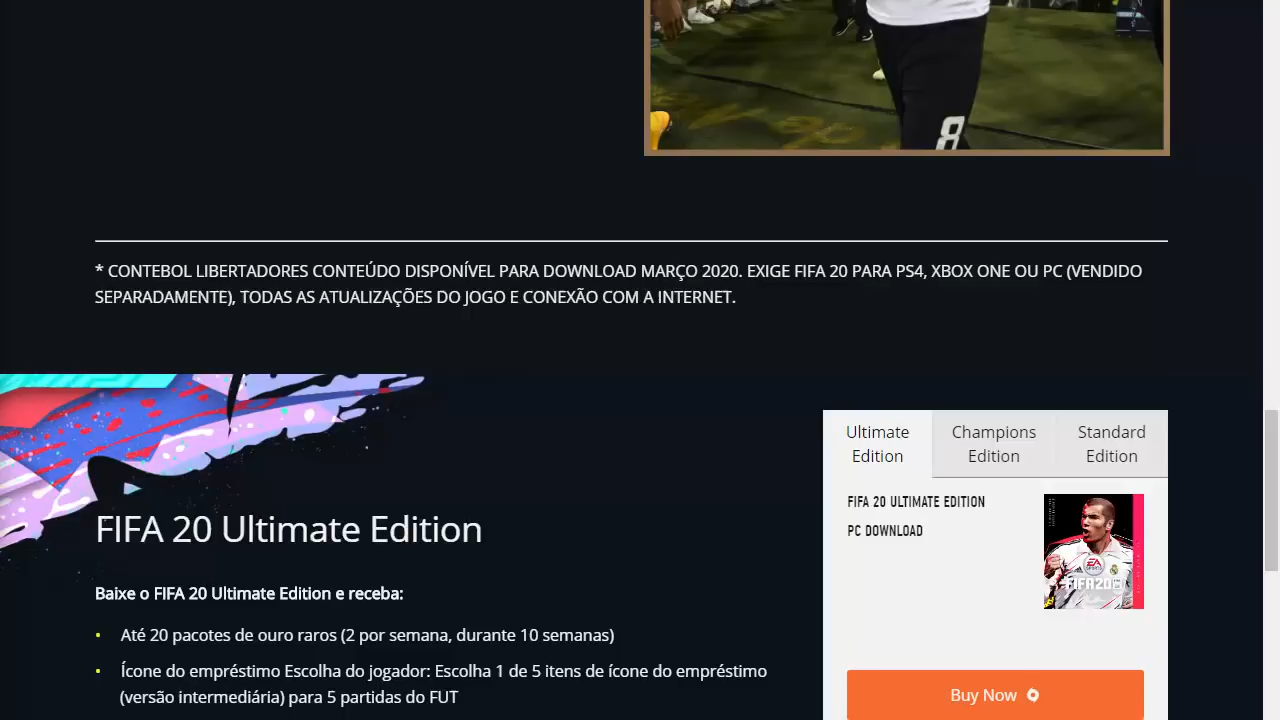 8
* CONTEBOL LIBERTADORES CONTEÚDO DISPONÍVEL PARA DOWNLOAD MARÇO 2020. EXIGE FIFA 20 PARA PS4, XBOX ONE OU PC (VENDIDO
SEPARADAMENTE), TODAS AS ATUALIZAÇÕES DO JOGO E CONEXÃO COM A INTERNET.
FIFA 20 Ultimate Edition
Baixe o FIFA 20 Ultimate Edition e receba:
• Até 20 pacotes de ouro raros (2 por semana, durante 10 semanas)
• Ícone do empréstimo Escolha do jogador: Escolha 1 de 5 itens de ícone do empréstimo
(versão intermediária) para 5 partidas do FUT
Ultimate
Edition
Champions
Edition
Standard
Edition
FIFA 20 ULTIMATE EDITION
PC DOWNLOAD
EA
SPORTS
FIFA20
Buy Now